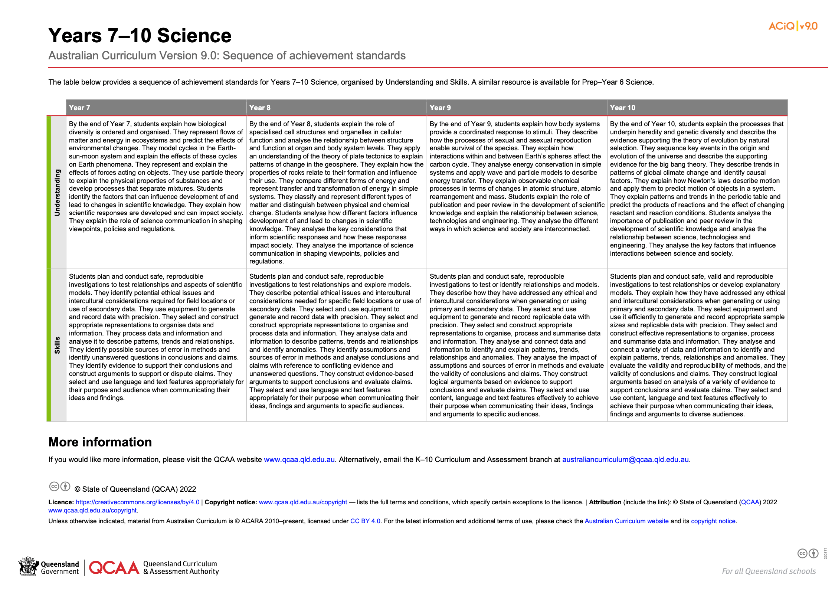 ACiQ | v9.0
Years 7–10 Science
Australian Curriculum Version 9.0: Sequence of achievement standards
The table below provides a sequence of achievement standards for Years 7–10 Science, organised by Understanding and Skills. A similar resource is available for Prep–Year 6 Science.
Year 7
Year 8
Year 9
Year 10
Understanding
By the end of Year 7, students explain how biological
diversity is ordered and organised. They represent flows of
matter and energy in ecosystems and predict the effects of
environmental changes. They model cycles in the Earth-
sun-moon system and explain the effects of these cycles
on Earth phenomena. They represent and explain the
effects of forces acting on objects. They use particle theory
to explain the physical properties of substances and
develop processes that separate mixtures. Students
identify the factors that can influence development of and
lead to changes in scientific knowledge. They explain how
scientific responses are developed and can impact society.
They explain the role of science communication in shaping
viewpoints, policies and regulations.
By the end of Year 8, students explain the role of
specialised cell structures and organelles in cellular
function and analyse the relationship between structure
and function at organ and body system levels. They apply
an understanding of the theory of plate tectonics to explain
patterns of change in the geosphere. They explain how the
properties of rocks relate to their formation and influence
their use. They compare different forms of energy and
represent transfer and transformation of energy in simple
systems. They classify and represent different types of
matter and distinguish between physical and chemical
change. Students analyse how different factors influence
development of and lead to changes in scientific
knowledge. They analyse the key considerations that
inform scientific responses and how these responses
impact society. They analyse the importance of science
communication in shaping viewpoints, policies and
regulations.
By the end of Year 9, students explain how body systems
provide a coordinated response to stimuli. They describe
how the processes of sexual and asexual reproduction
enable survival of the species. They explain how
interactions within and between Earth's spheres affect the
carbon cycle. They analyse energy conservation in simple
systems and apply wave and particle models to describe
energy transfer. They explain observable chemical
processes in terms of changes in atomic structure, atomic
rearrangement and mass. Students explain the role of
publication and peer review in the development of scientific
knowledge and explain the relationship between science,
technologies and engineering. They analyse the different
ways in which science and society are interconnected.
By the end of Year 10, students explain the processes that
underpin heredity and genetic diversity and describe the
evidence supporting the theory of evolution by natural
selection. They sequence key events in the origin and
evolution of the universe and describe the supporting
evidence for the big bang theory. They describe trends in
patterns of global climate change and identify causal
factors. They explain how Newton's laws describe motion
and apply them to predict motion of objects in a system.
They explain patterns and trends in the periodic table and
predict the products of reactions and the effect of changing
reactant and reaction conditions. Students analyse the
importance of publication and peer review in the
development of scientific knowledge and analyse the
relationship between science, technologies and
engineering. They analyse the key factors that influence
interactions between science and society.
Skills
Students plan and conduct safe, reproducible
investigations to test relationships and aspects of scientific
models. They identify potential ethical issues and
intercultural considerations required for field locations or
use of secondary data. They use equipment to generate
and record data with precision. They select and construct
appropriate representations to organise data and
information. They process data and information and
analyse it to describe patterns, trends and relationships.
They identify possible sources of error in methods and
identify unanswered questions in conclusions and claims.
They identify evidence to support their conclusions and
construct arguments to support or dispute claims. They
select and use language and text features appropriately for
their purpose and audience when communicating their
ideas and findings.
Students plan and conduct safe, reproducible
investigations to test relationships and explore models.
They describe potential ethical issues and intercultural
considerations needed for specific field locations or use of
secondary data. They select and use equipment to
generate and record data with precision. They select and
construct appropriate representations to organise and
process data and information. They analyse data and
information to describe patterns, trends and relationships
and identify anomalies. They identify assumptions and
sources of error in methods and analyse conclusions and
claims with reference to conflicting evidence and
unanswered questions. They construct evidence-based
arguments to support conclusions and evaluate claims.
They select and use language and text features
appropriately for their purpose when communicating their
ideas, findings and arguments to specific audiences.
Students plan and conduct safe, reproducible
investigations to test or identify relationships and models.
They describe how they have addressed any ethical and
intercultural considerations when generating or using
primary and secondary data. They select and use
equipment to generate and record replicable data with
precision. They select and construct appropriate
representations to organise, process and summarise data
and information. They analyse and connect data and
information to identify and explain patterns, trends,
relationships and anomalies. They analyse the impact of
assumptions and sources of error in methods and evaluate
the validity of conclusions and claims. They construct
logical arguments based on evidence to support
conclusions and evaluate claims. They select and use
content, language and text features effectively to achieve
their purpose when communicating their ideas, findings
and arguments to specific audiences.
Students plan and conduct safe, valid and reproducible
investigations to test relationships or develop explanatory
models. They explain how they have addressed any ethical
and intercultural considerations when generating or using
primary and secondary data. They select equipment and
use it efficiently to generate and record appropriate sample
sizes and replicable data with precision. They select and
construct effective representations to organise, process
and summarise data and information. They analyse and
connect a variety of data and information to identify and
explain patterns, trends, relationships and anomalies. They
evaluate the validity and reproducibility of methods, and the
validity of conclusions and claims. They construct logical
arguments based on analysis of a variety of evidence to
support conclusions and evaluate claims. They select and
use content, language and text features effectively to
achieve their purpose when communicating their ideas,
findings and arguments to diverse audiences.
More information
If you would like more information, please visit the QCAA website www.qcaa.qld.edu.au. Alternatively, email the K–10 Curriculum and Assessment branch at australiancurriculum@qcaa.qld.edu.au.
© State of Queensland (QCAA) 2022
Licence: https://creativecommons.org/licenses/by/4.0 | Copyright notice: www.qcaa.qld.edu.au/copyright — lists the full terms and conditions, which specify certain exceptions to the licence. | Attribution (include the link): © State of Queensland (QCAA) 2022
www.qcaa.qld.edu.au/copyright.
Unless otherwise indicated, material from Australian Curriculum is © ACARA 2010–present, licensed under CC BY 4.0. For the latest information and additional terms of use, please check the Australian Curriculum website and its copyright notice.
Queensland
Government
QCAA
Queensland Curriculum
& Assessment Authority
For all Queensland schools